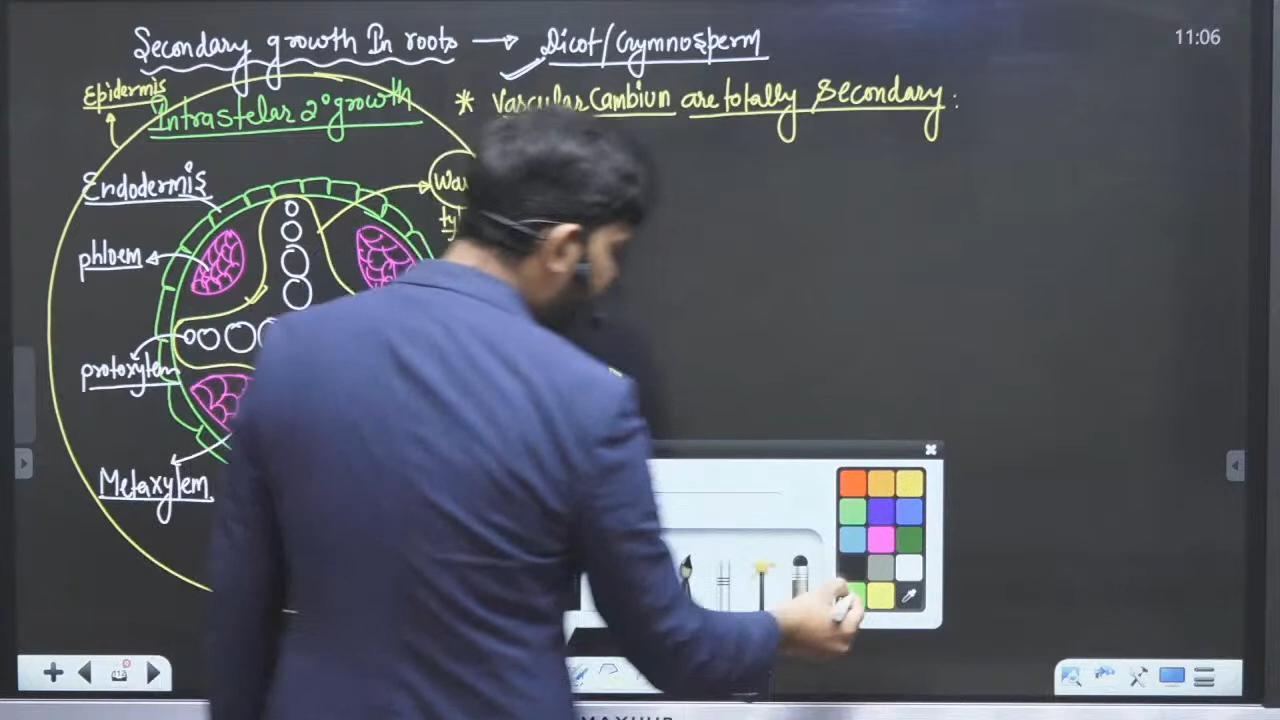 Secondary growth In roots → Dicot/Gymnosperm
11:06
Epidermis
Intrastelar 2° growth
* Vascular Cambiun are totally Secondary :
Endodermis
phloem
protoxylem
Metaxylem